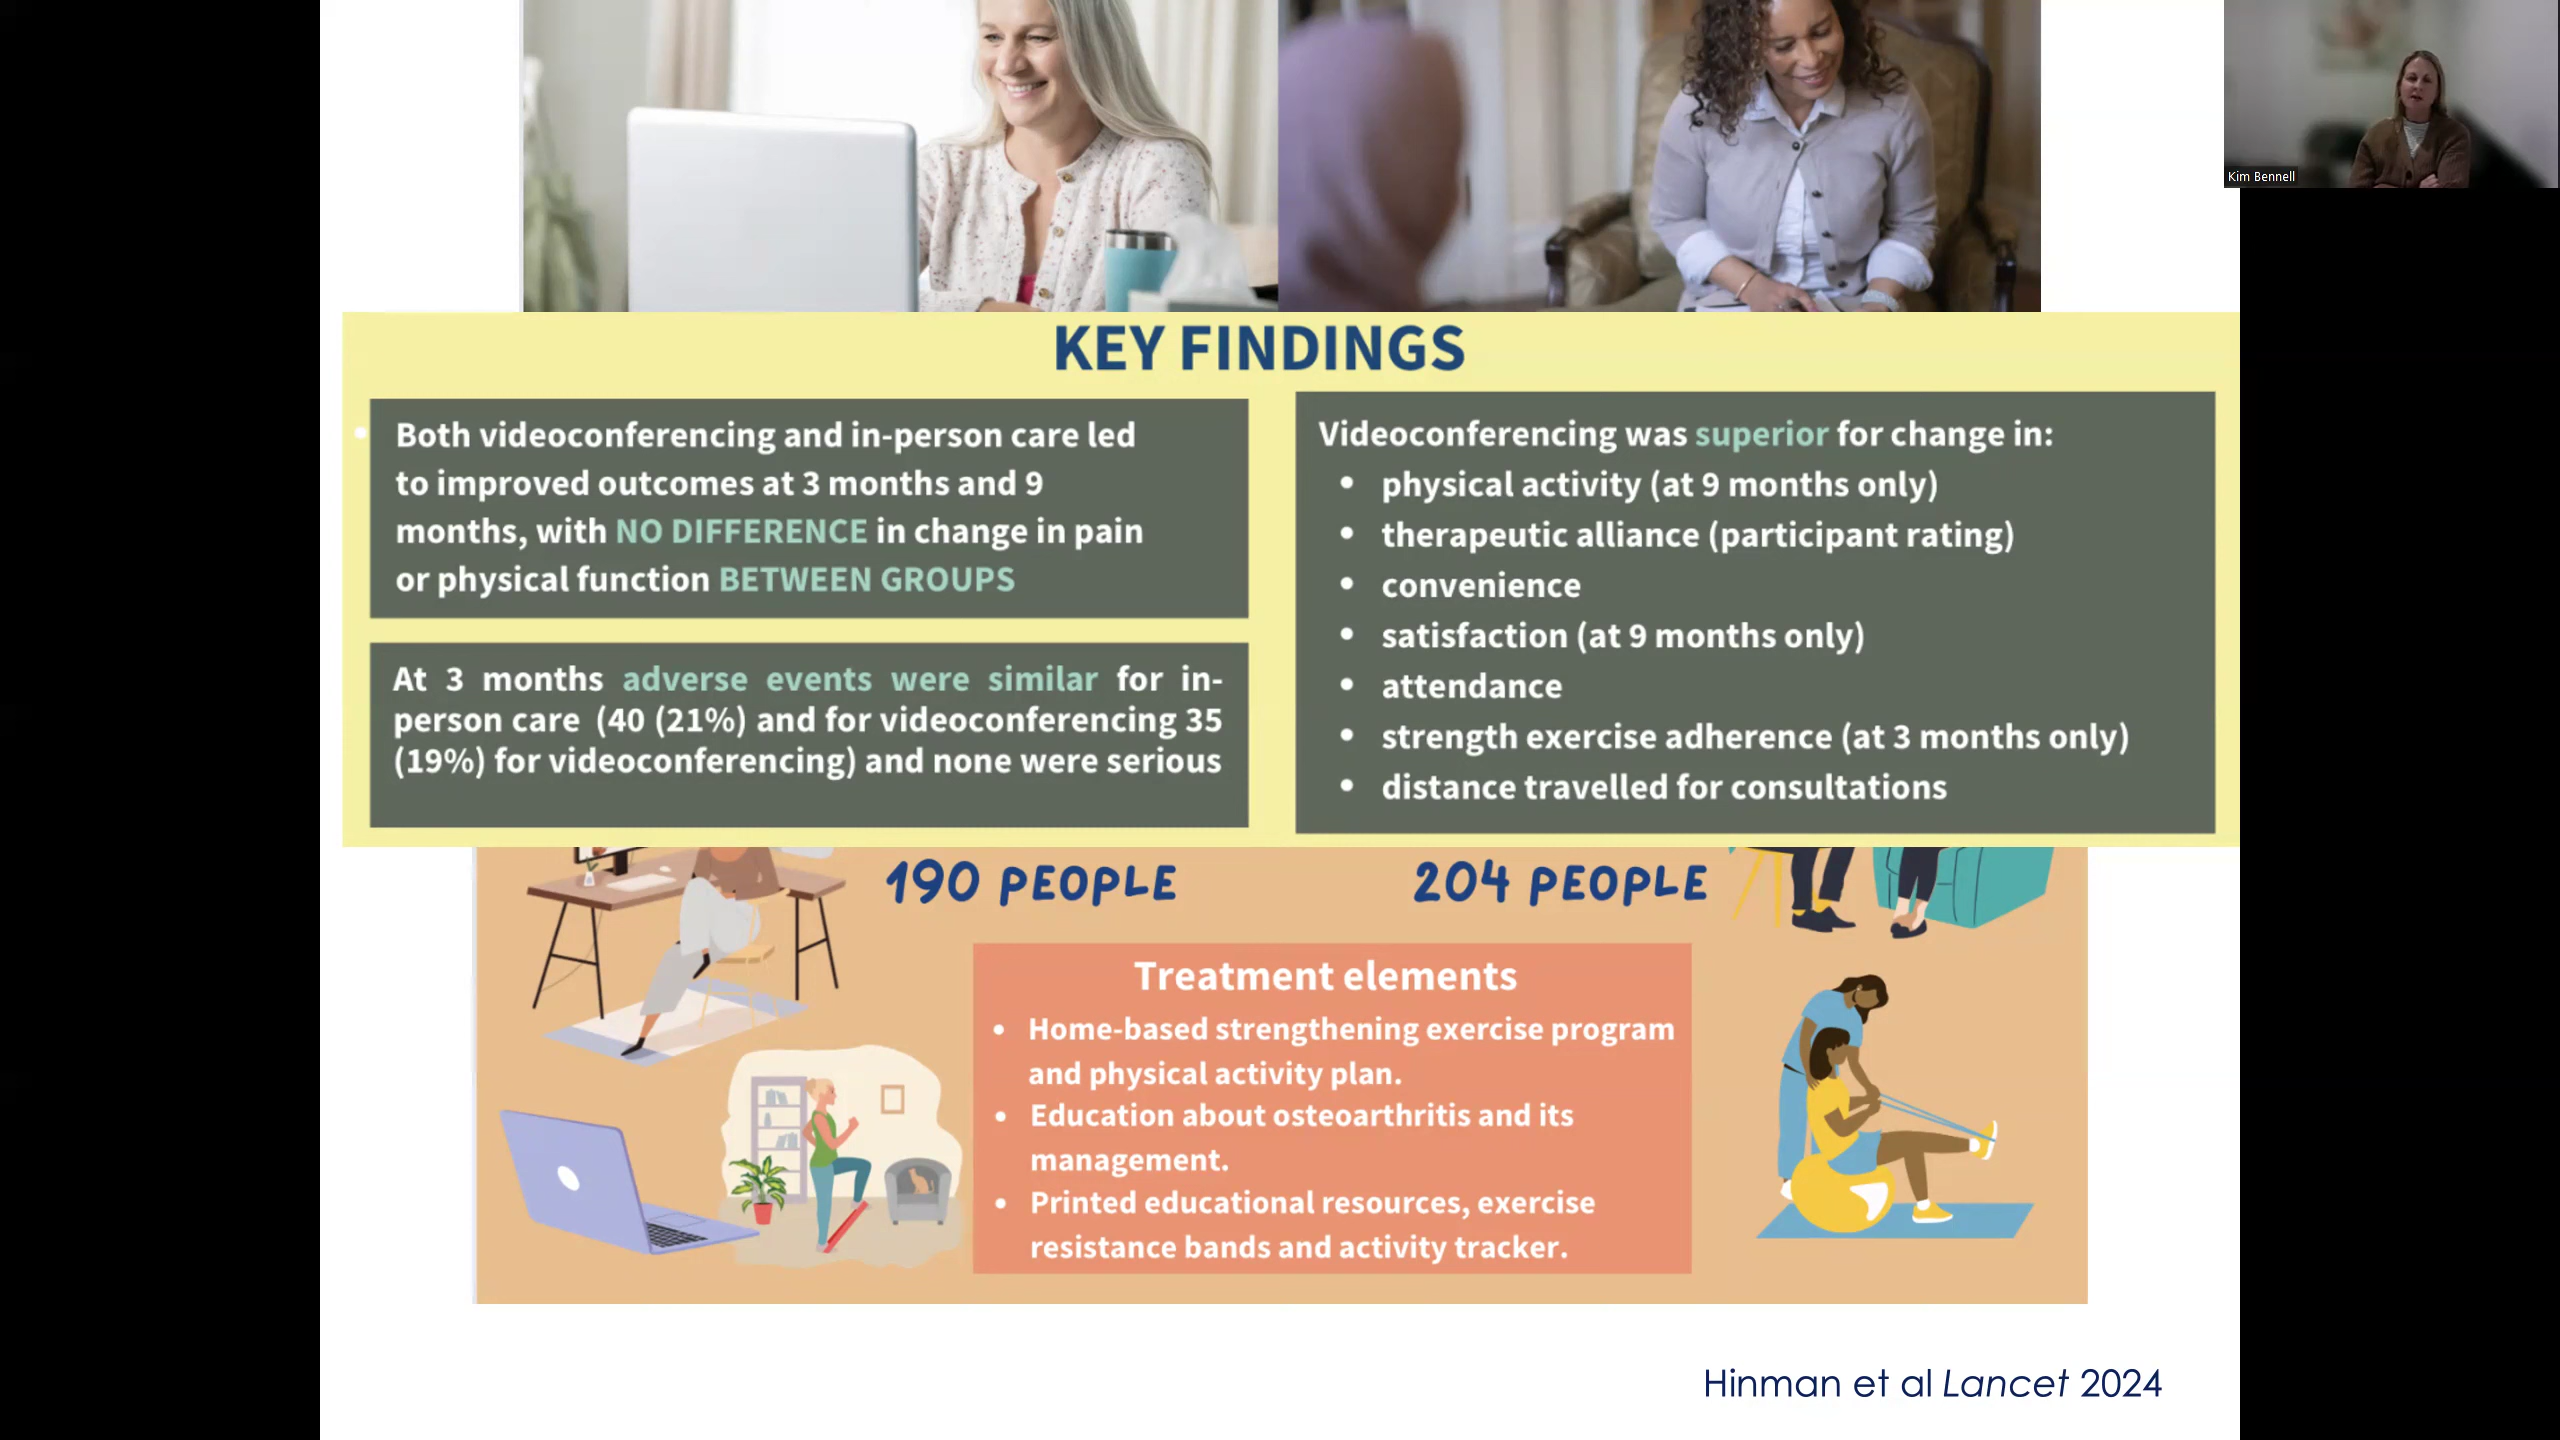 Kim Bennell
KEY FINDINGS
• Both videoconferencing and in-person care led
to improved outcomes at 3 months and 9
months, with NO DIFFERENCE in change in pain
or physical function BETWEEN GROUPS
At 3 months adverse events were similar for in-
person care (40 (21%) and for videoconferencing 35
(19%) for videoconferencing) and none were serious
Videoconferencing was superior for change in:
• physical activity (at 9 months only)
• therapeutic alliance (participant rating)
• convenience
• satisfaction (at 9 months only)
• attendance
• strength exercise adherence (at 3 months only)
• distance travelled for consultations
190 PEOPLE
204 PEOPLE
Treatment elements
• Home-based strengthening exercise program
and physical activity plan.
• Education about osteoarthritis and its
management.
• Printed educational resources, exercise
resistance bands and activity tracker.
Hinman et al Lancet 2024